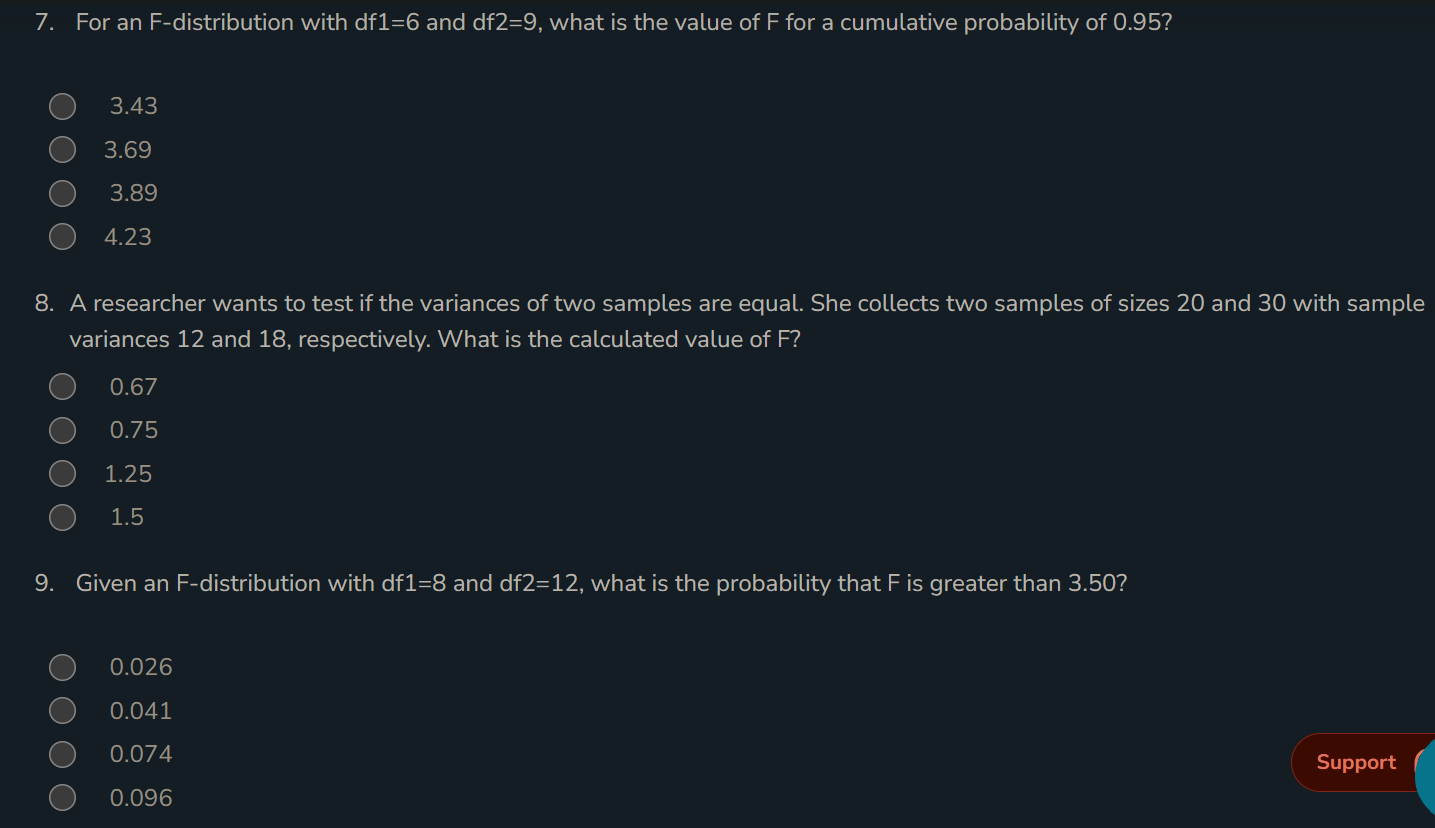 7. For an F-distribution with df1=6 and df2=9, what is the value of F for a cumulative probability of 0.95?
3.43
3.69
3.89
4.23
8. A researcher wants to test if the variances of two samples are equal. She collects two samples of sizes 20 and 30 with sample
variances 12 and 18, respectively. What is the calculated value of F?
0.67
0.75
1.25
1.5
9. Given an F-distribution with df1=8 and df2=12, what is the probability that F is greater than 3.50?
0.026
0.041
0.074
0.096
Support